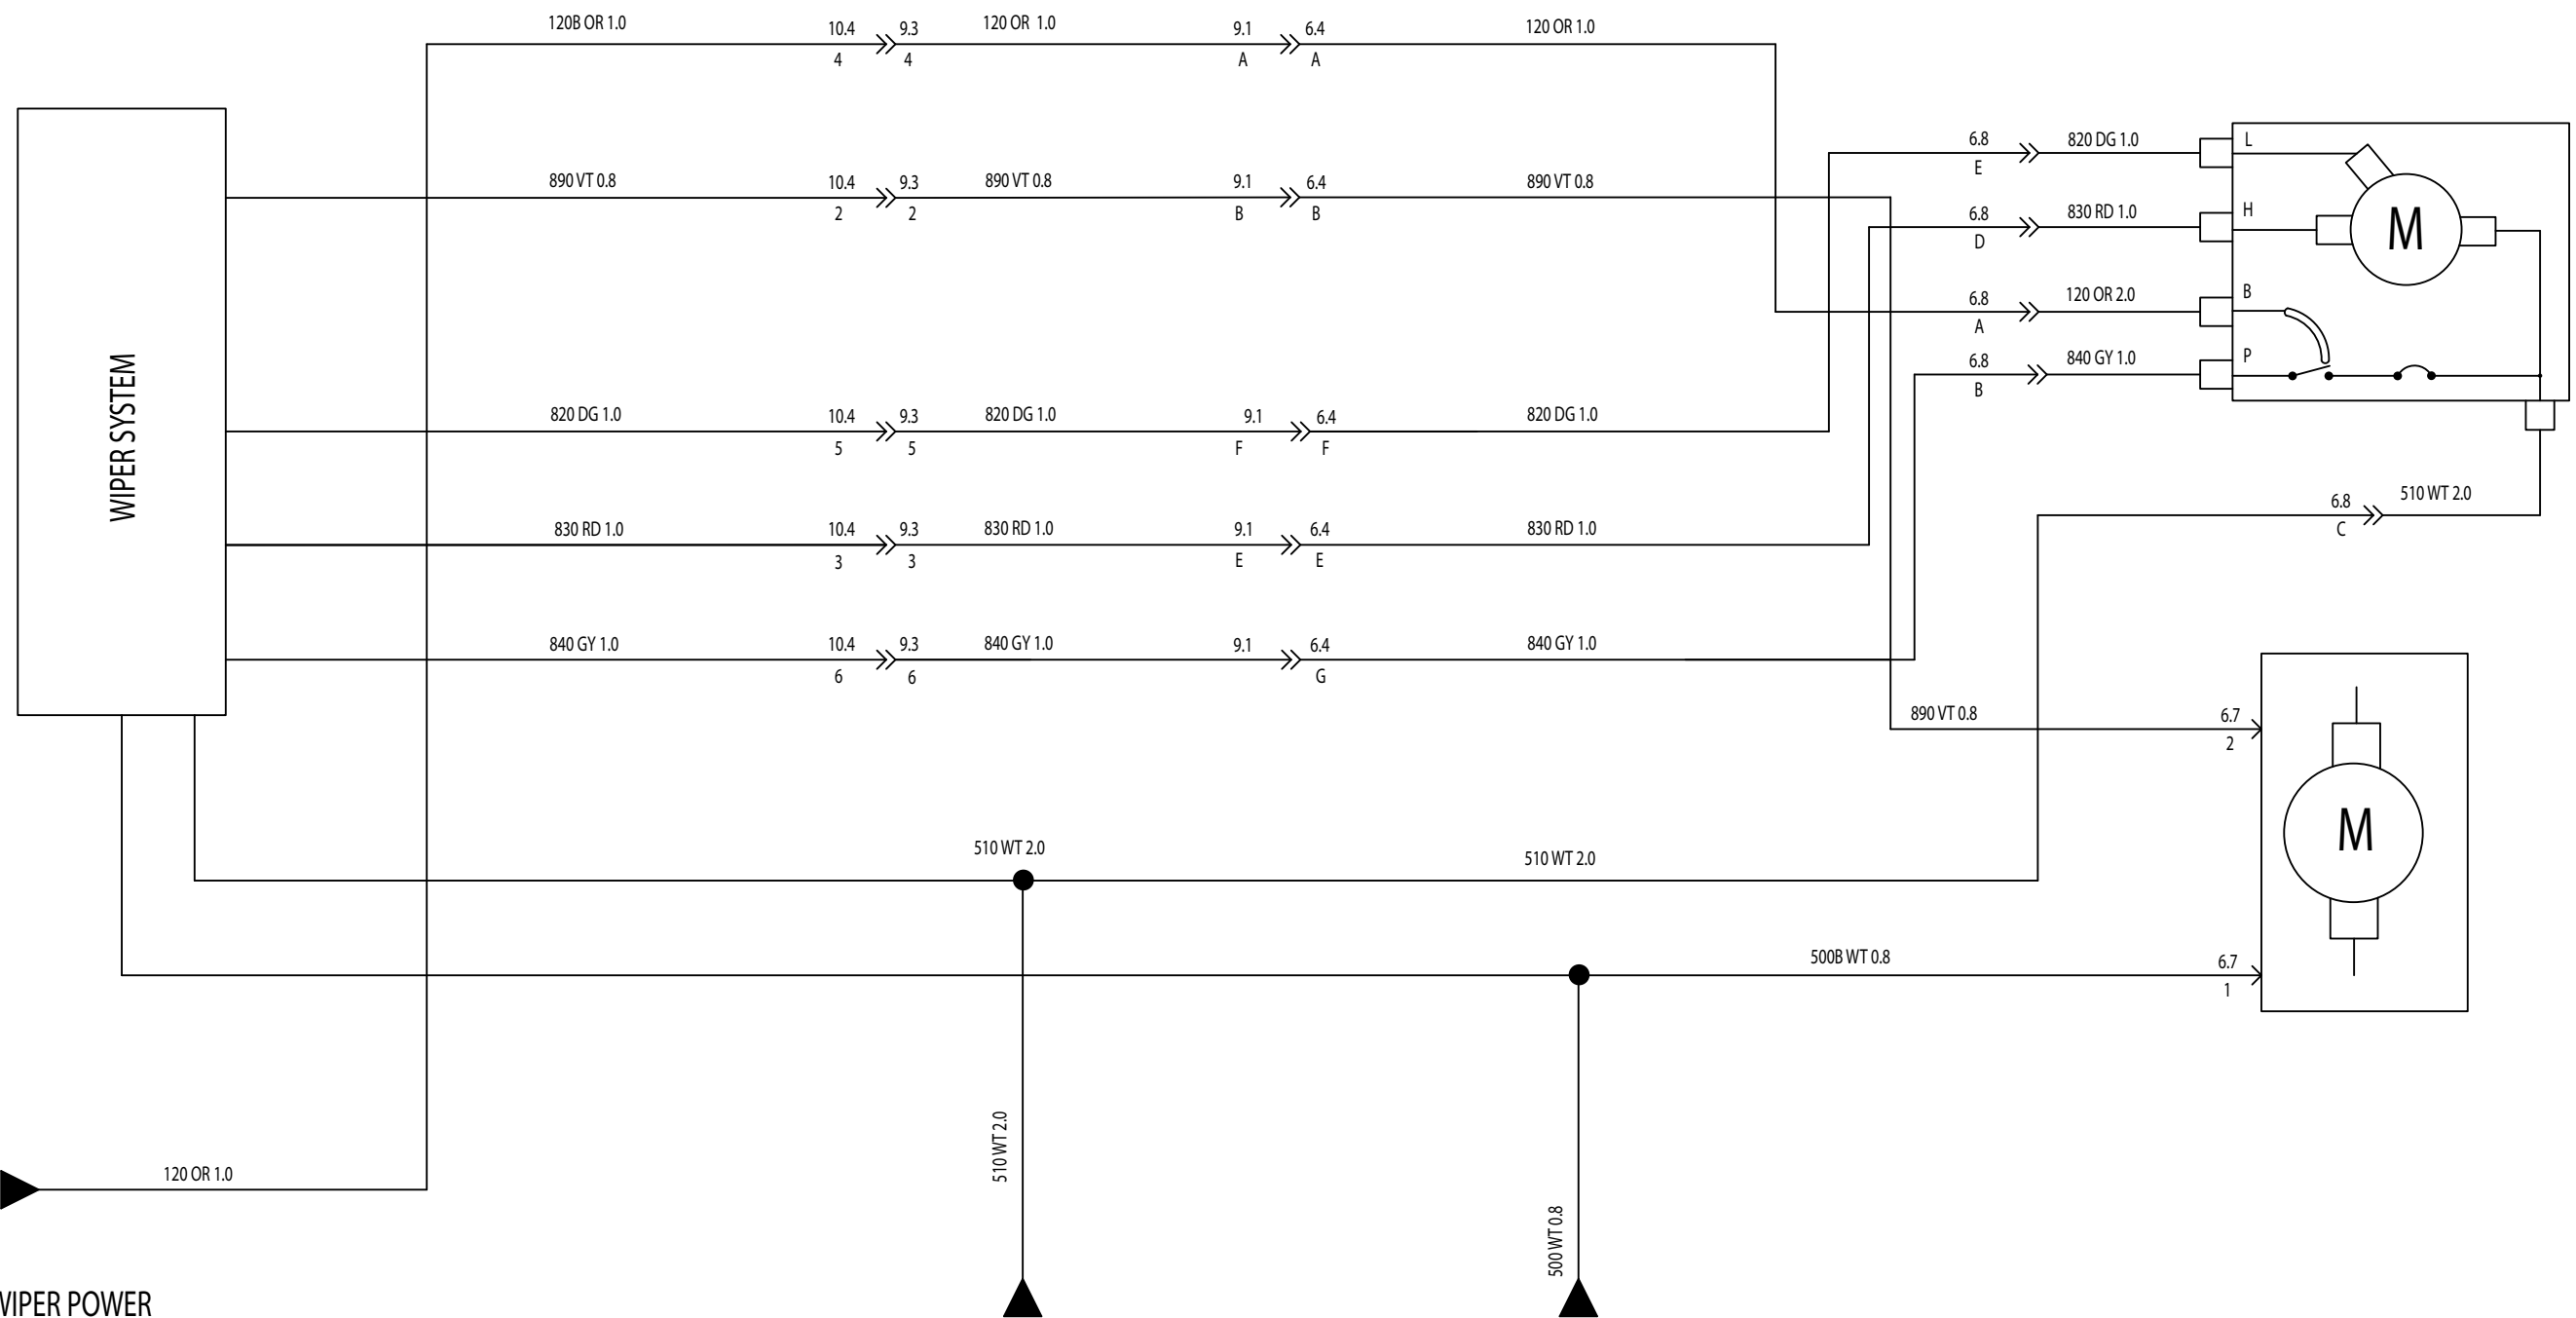 120B OR 1.0
10.4
9.3
120 OR 1.0
9.1
6.4
120 OR 1.0
4
4
A
A
890 VT 0.8
10.4
9.3
890 VT 0.8
9.1
6.4
890 VT 0.8
2
2
B
B
6.8
820 DG 1.0
L
E
6.8
830 RD 1.0
H
M
D
6.8
120 OR 2.0
B
A
6.8
840 GY 1.0
P
B
WIPER SYSTEM
820 DG 1.0
10.4
9.3
820 DG 1.0
9.1
6.4
820 DG 1.0
5
5
F
F
6.8
510 WT 2.0
C
830 RD 1.0
10.4
9.3
830 RD 1.0
9.1
6.4
830 RD 1.0
3
3
E
E
840 GY 1.0
10.4
9.3
840 GY 1.0
9.1
6.4
840 GY 1.0
6
6
G
890 VT 0.8
6.7
2
M
510 WT 2.0
510 WT 2.0
500B WT 0.8
6.7
1
510 WT 2.0
500 WT 0.8
120 OR 1.0
WIPER POWER